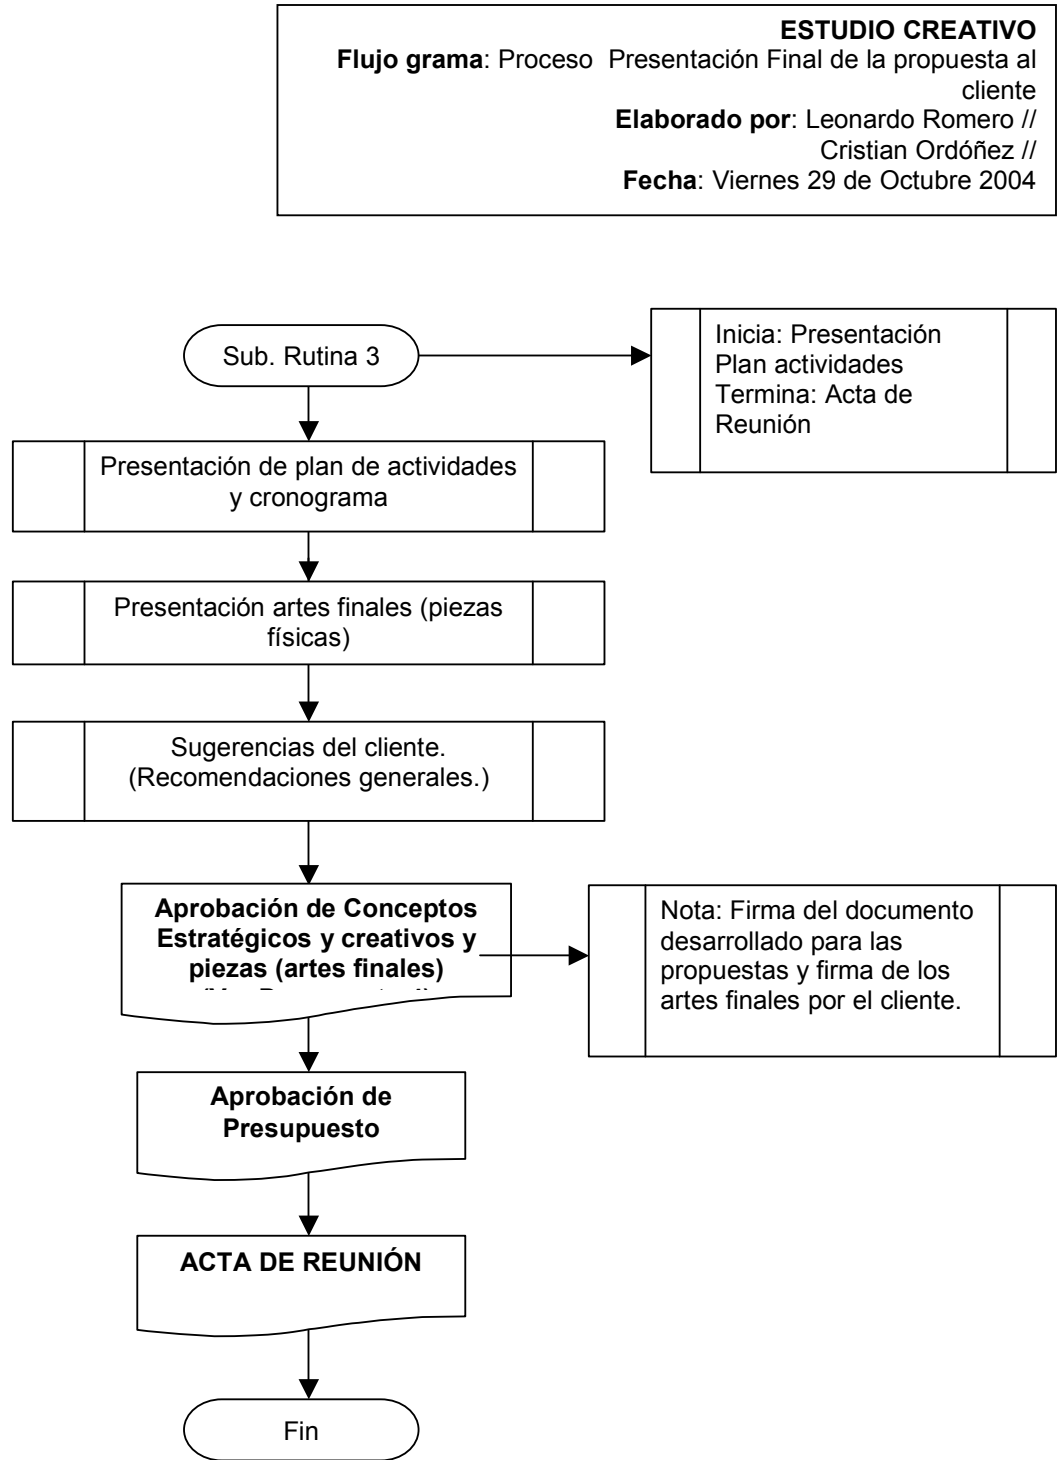 ESTUDIO CREATIVO
Flujo grama: Proceso Presentación Final de la propuesta al
cliente
Elaborado por: Leonardo Romero //
Cristian Ordóñez //
Fecha: Viernes 29 de Octubre 2004
Sub. Rutina 3
Inicia: Presentación
Plan actividades
Termina: Acta de
Reunión
Presentación de plan de actividades
y cronograma
Presentación artes finales (piezas
físicas)
Sugerencias del cliente.
(Recomendaciones generales.)
Aprobación de Conceptos
Estratégicos y creativos y
piezas (artes finales)
Nota: Firma del documento
desarrollado para las
propuestas y firma de los
artes finales por el cliente.
Aprobación de
Presupuesto
ACTA DE REUNIÓN
Fin